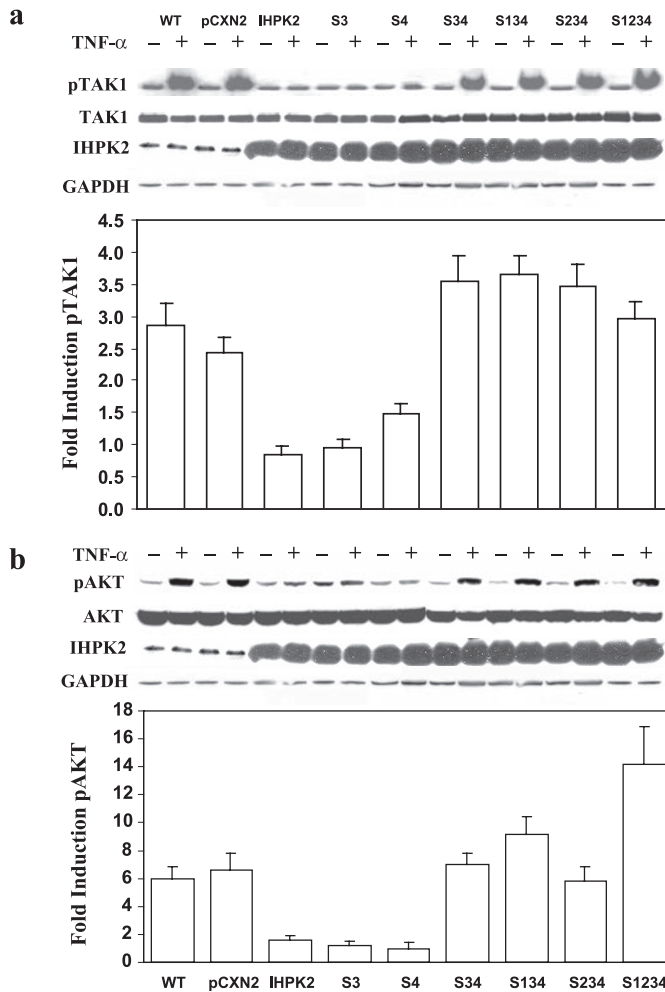 a
WT pCXN2 IHPK2 S3 S4 S34 S134 S234 S1234
TNF-α − + − + − + − + − + − + − + − + − +
pTAK1
TAK1
IHPK2
GAPDH
Fold Induction pTAK1
4.5
4.0
3.5
3.0
2.5
2.0
1.5
1.0
0.5
0.0
b
TNF-α − + − + − + − + − + − + − + − + − +
pAKT
AKT
IHPK2
GAPDH
Fold Induction pAKT
18
16
14
12
10
8
6
4
2
0
WT pCXN2 IHPK2 S3 S4 S34 S134 S234 S1234